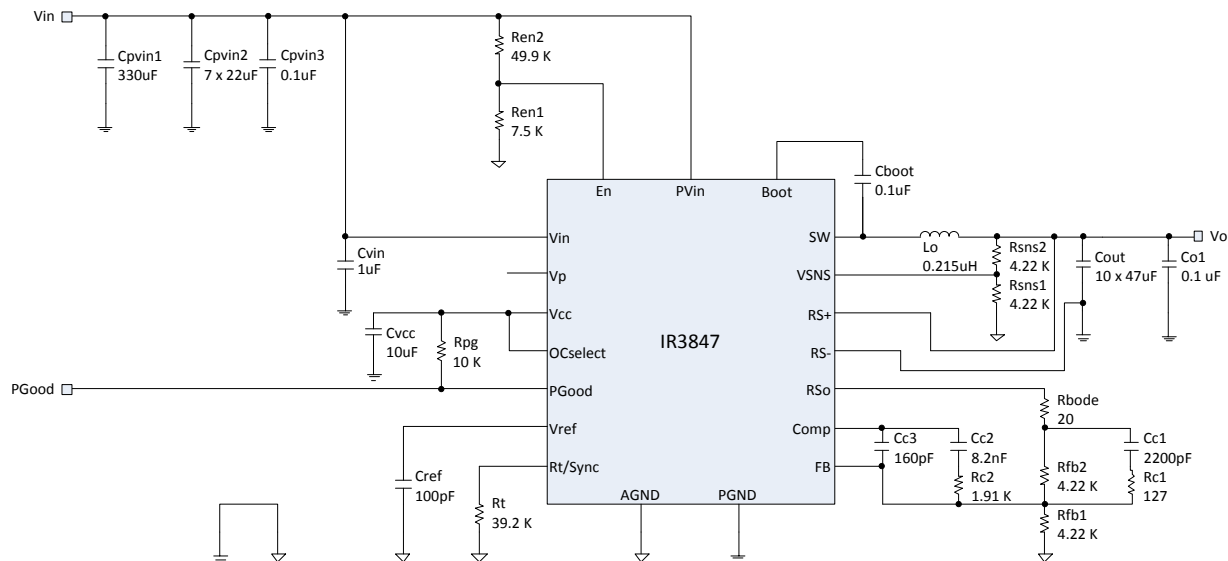 Vin
Cpvin1
330uF
Cpvin2
7 x 22uF
Cpvin3
0.1uF
Ren2
49.9 K
Ren1
7.5 K
Cboot
0.1uF
En
PVin
Boot
Vin
Cvin
1uF
Vp
Vcc
Cvcc
10uF
Rpg
10 K
OCselect
PGood
PGood
Vref
Cref
100pF
Rt/Sync
Rt
39.2 K
IR3847
AGND
PGND
SW
VSNS
RS+
RS-
RSo
Comp
FB
Lo
0.215uH
Rsns2
4.22 K
Rsns1
4.22 K
Cout
10 x 47uF
Co1
0.1 uF
Vo
Rbode
20
Cc3
160pF
Cc2
8.2nF
Rc2
1.91 K
Rfb2
4.22 K
Cc1
2200pF
Rc1
127
Rfb1
4.22 K